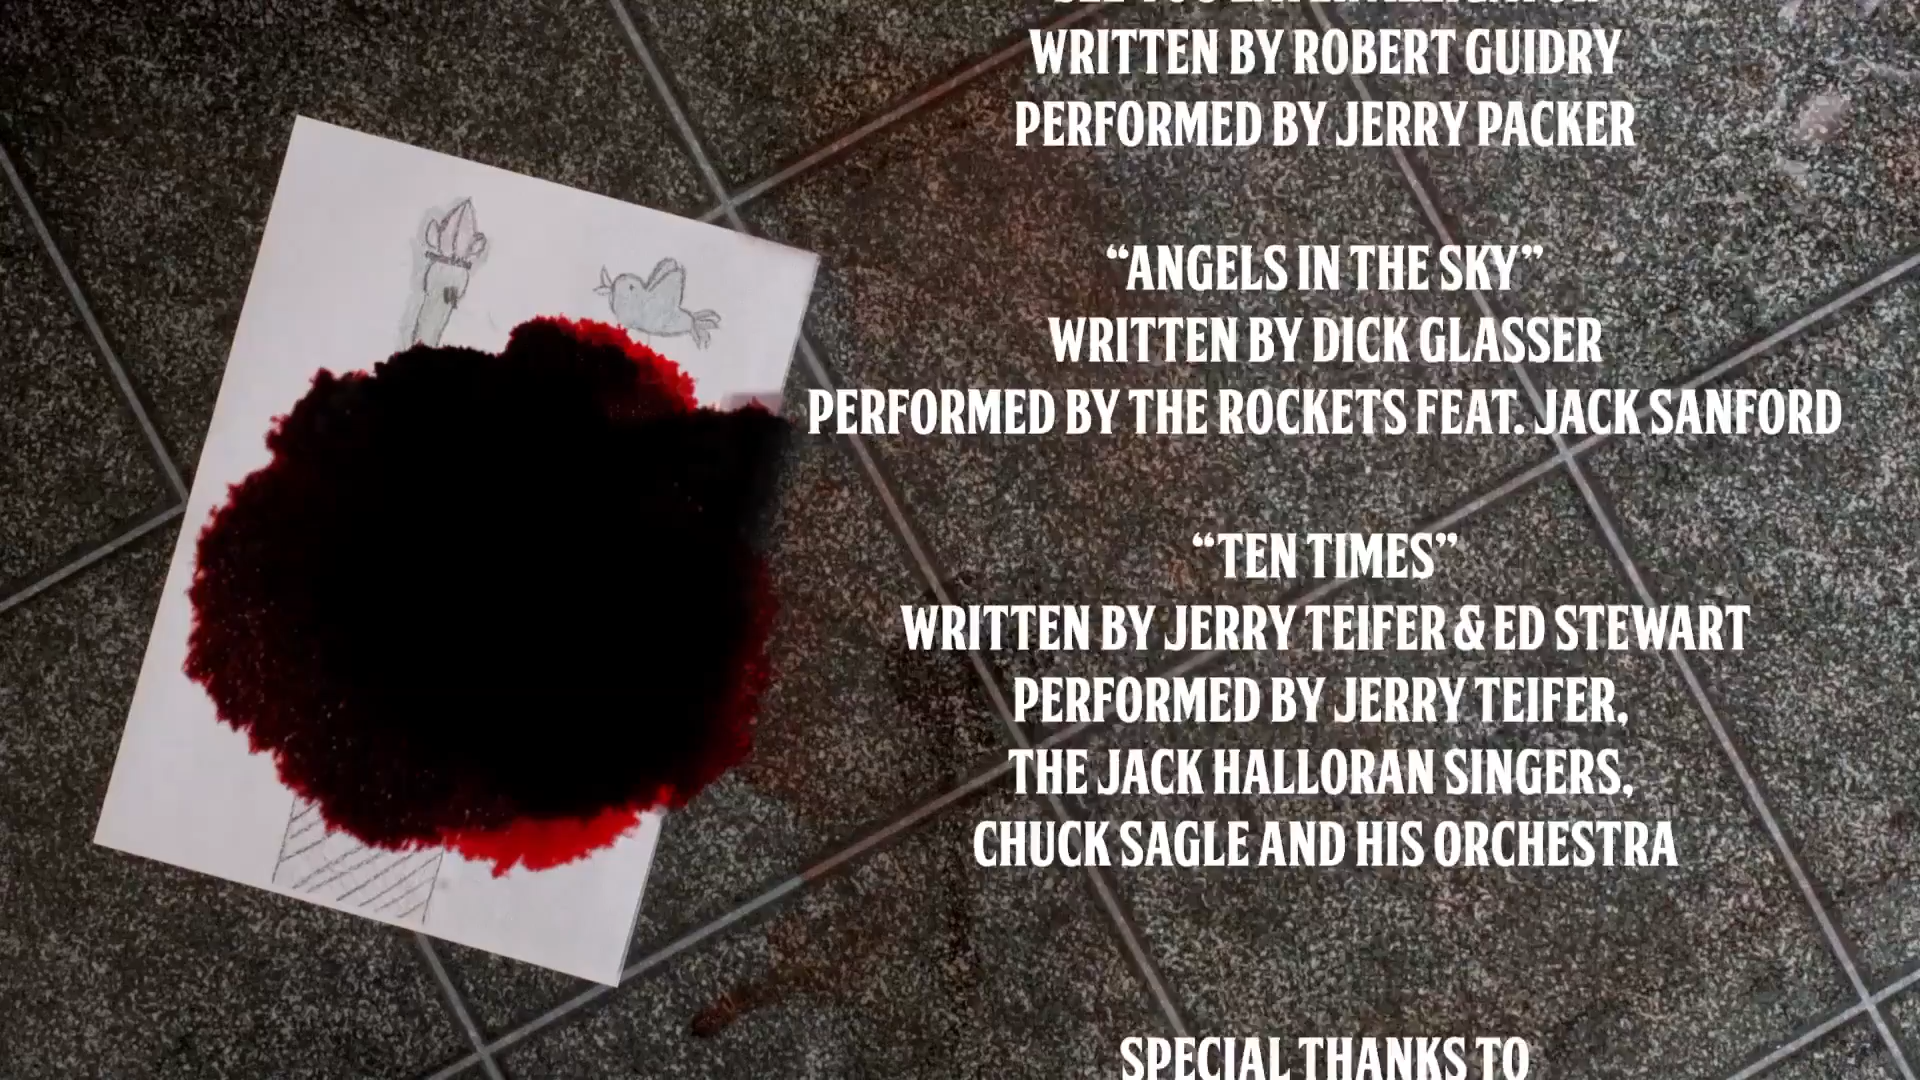 WRITTEN BY ROBERT GUIDRY
PERFORMED BY JERRY PACKER
“ANGELS IN THE SKY”
WRITTEN BY DICK GLASSER
PERFORMED BY THE ROCKETS FEAT. JACK SANFORD
“TEN TIMES”
WRITTEN BY JERRY TEIFER & ED STEWART
PERFORMED BY JERRY TEIFER,
THE JACK HALLORAN SINGERS,
CHUCK SAGLE AND HIS ORCHESTRA
SPECIAL THANKS TO